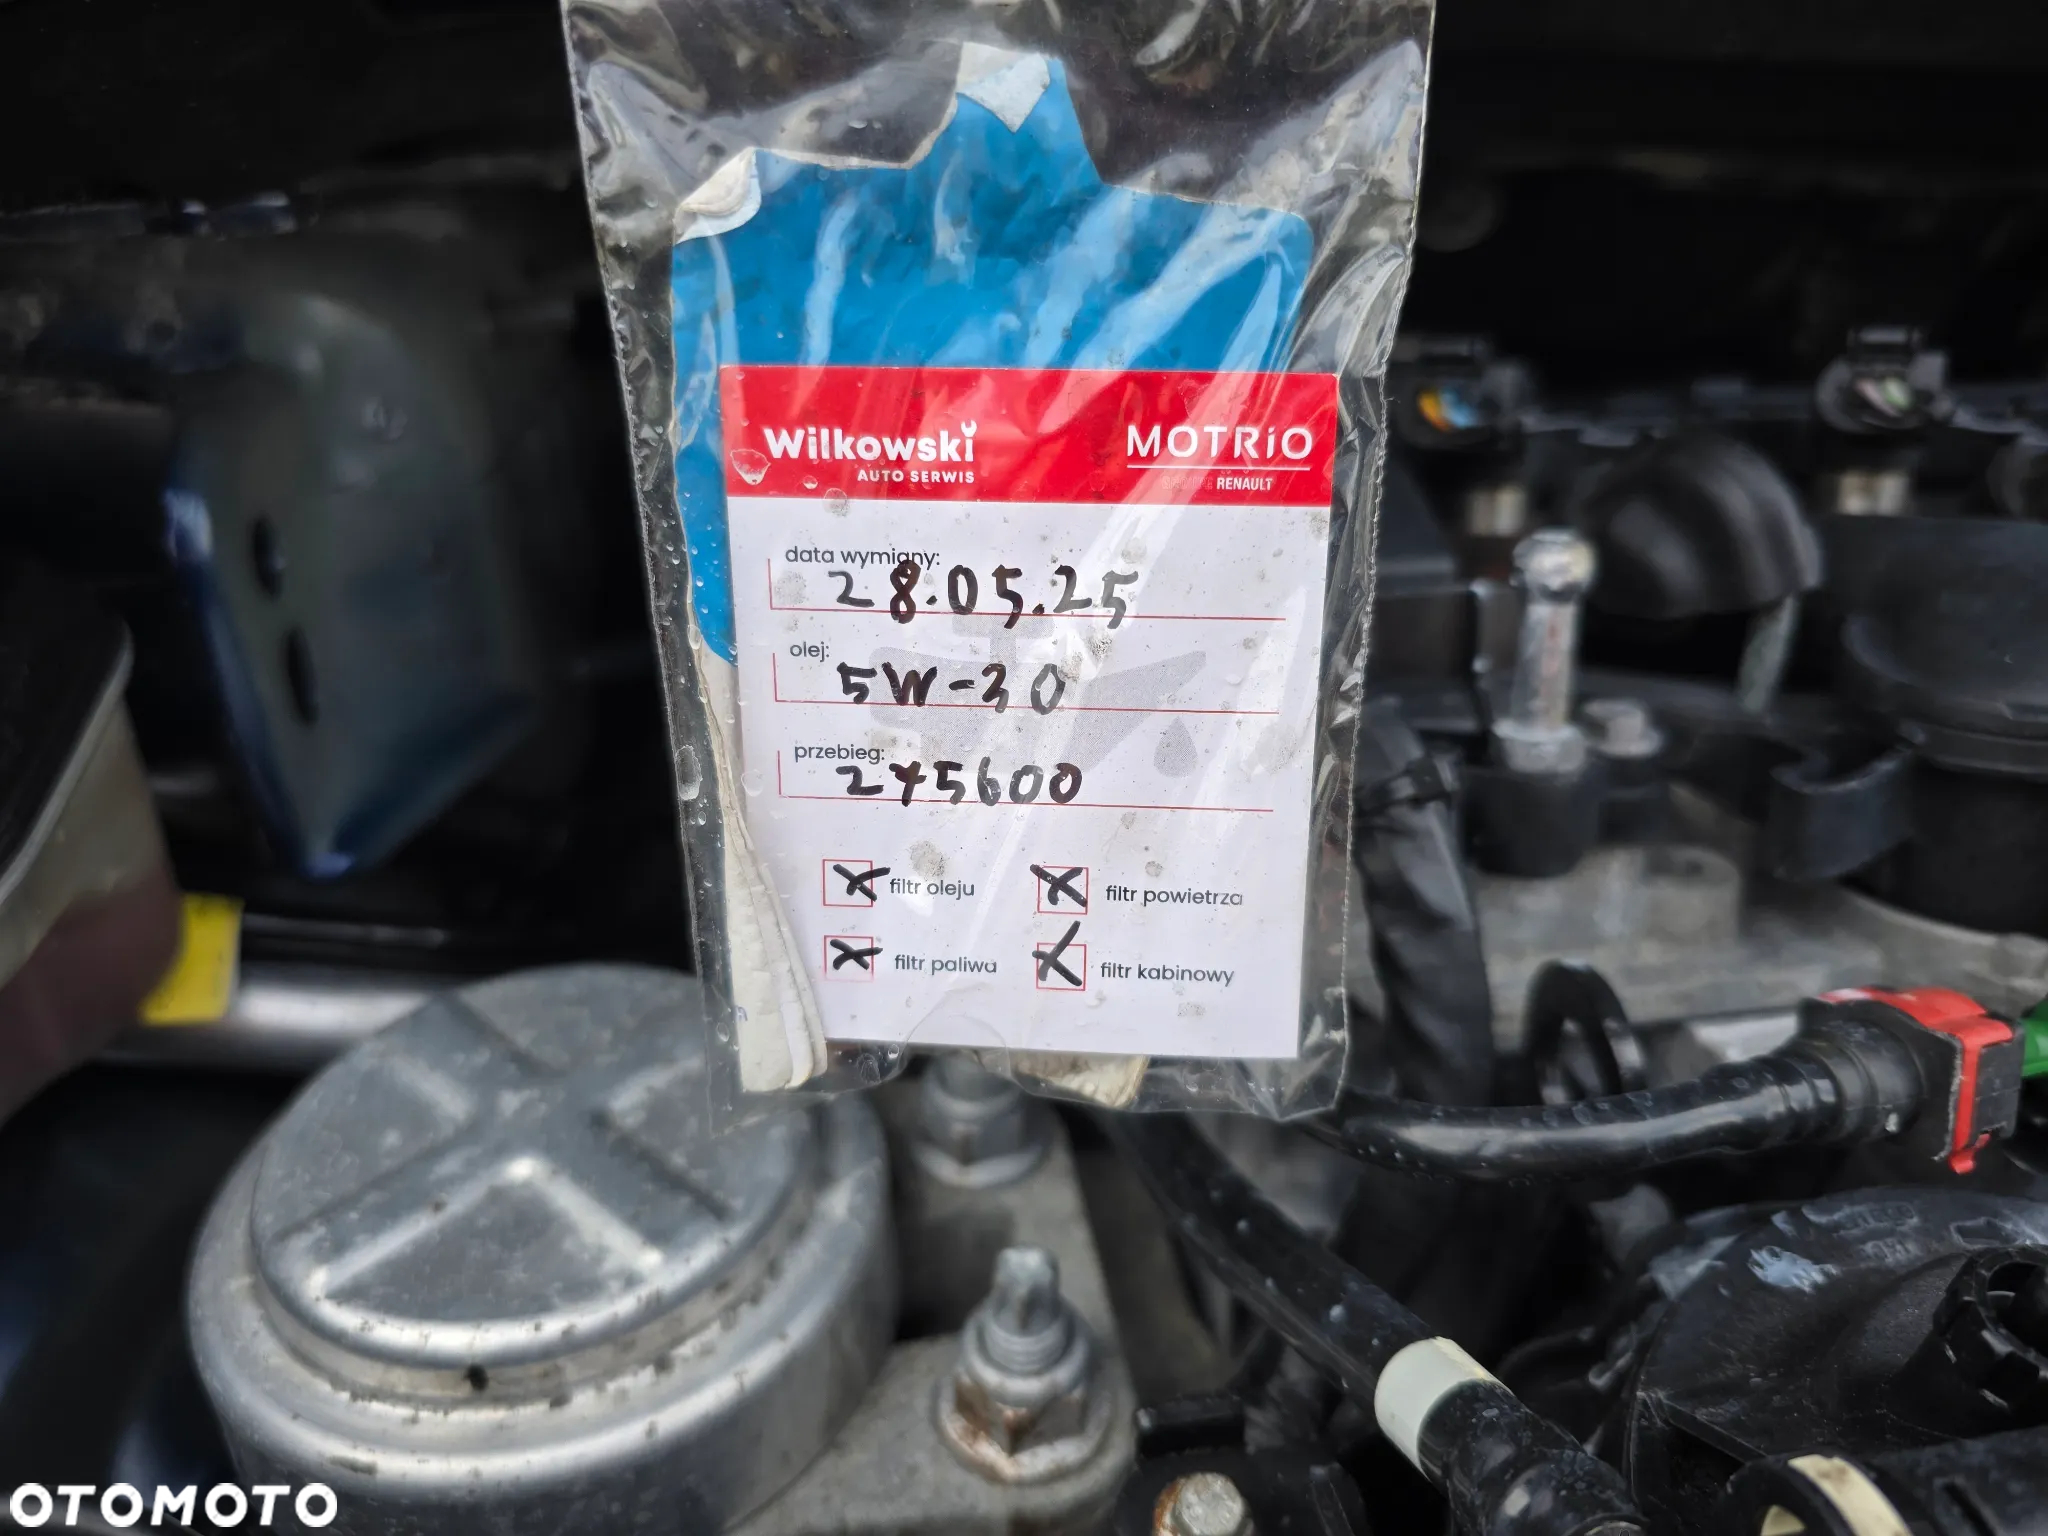 Wilkowski
AUTO SERWIS
MOTRiO
RENAULT
data wymiany:
28.05.25
olej:
5W-30
przebieg:
275600
filtr oleju
filtr powietrza
filtr paliwa
filtr kabinowy
OTOMOTO